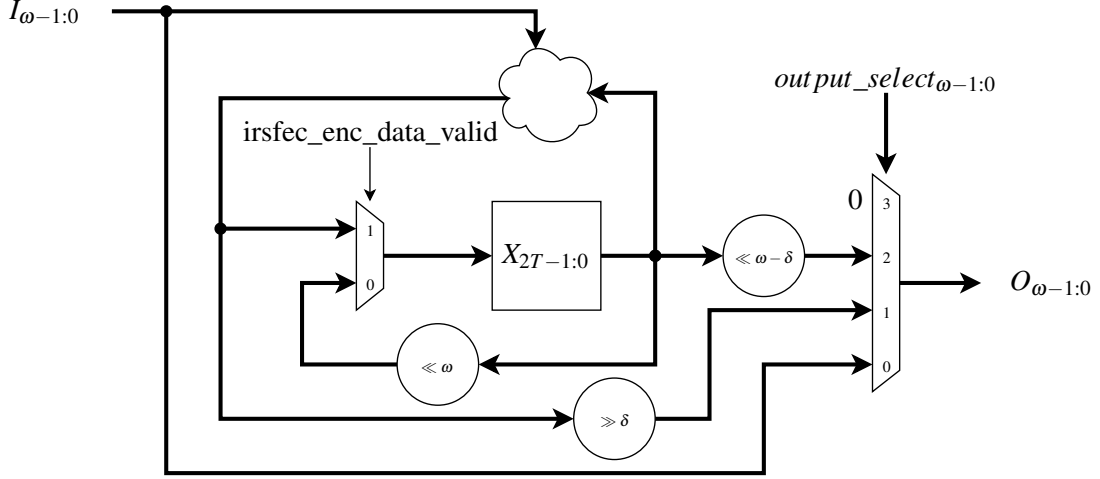 I_{ω−1:0}
output_select_{ω−1:0}
irsfec_enc_data_valid
0
3
1
X_{2T−1:0}
≪ ω − δ
2
0
O_{ω−1:0}
1
≪ ω
0
≫ δ